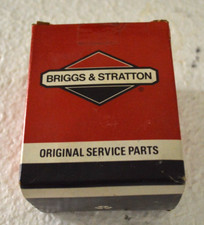 BRIGGS & STRATTON
®
ORIGINAL SERVICE PARTS